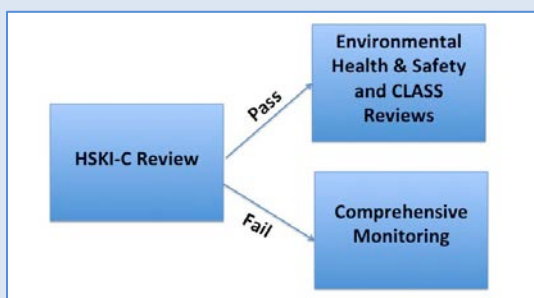 HSKI-C Review
Pass
Environmental
Health & Safety
and CLASS
Reviews
Fail
Comprehensive
Monitoring